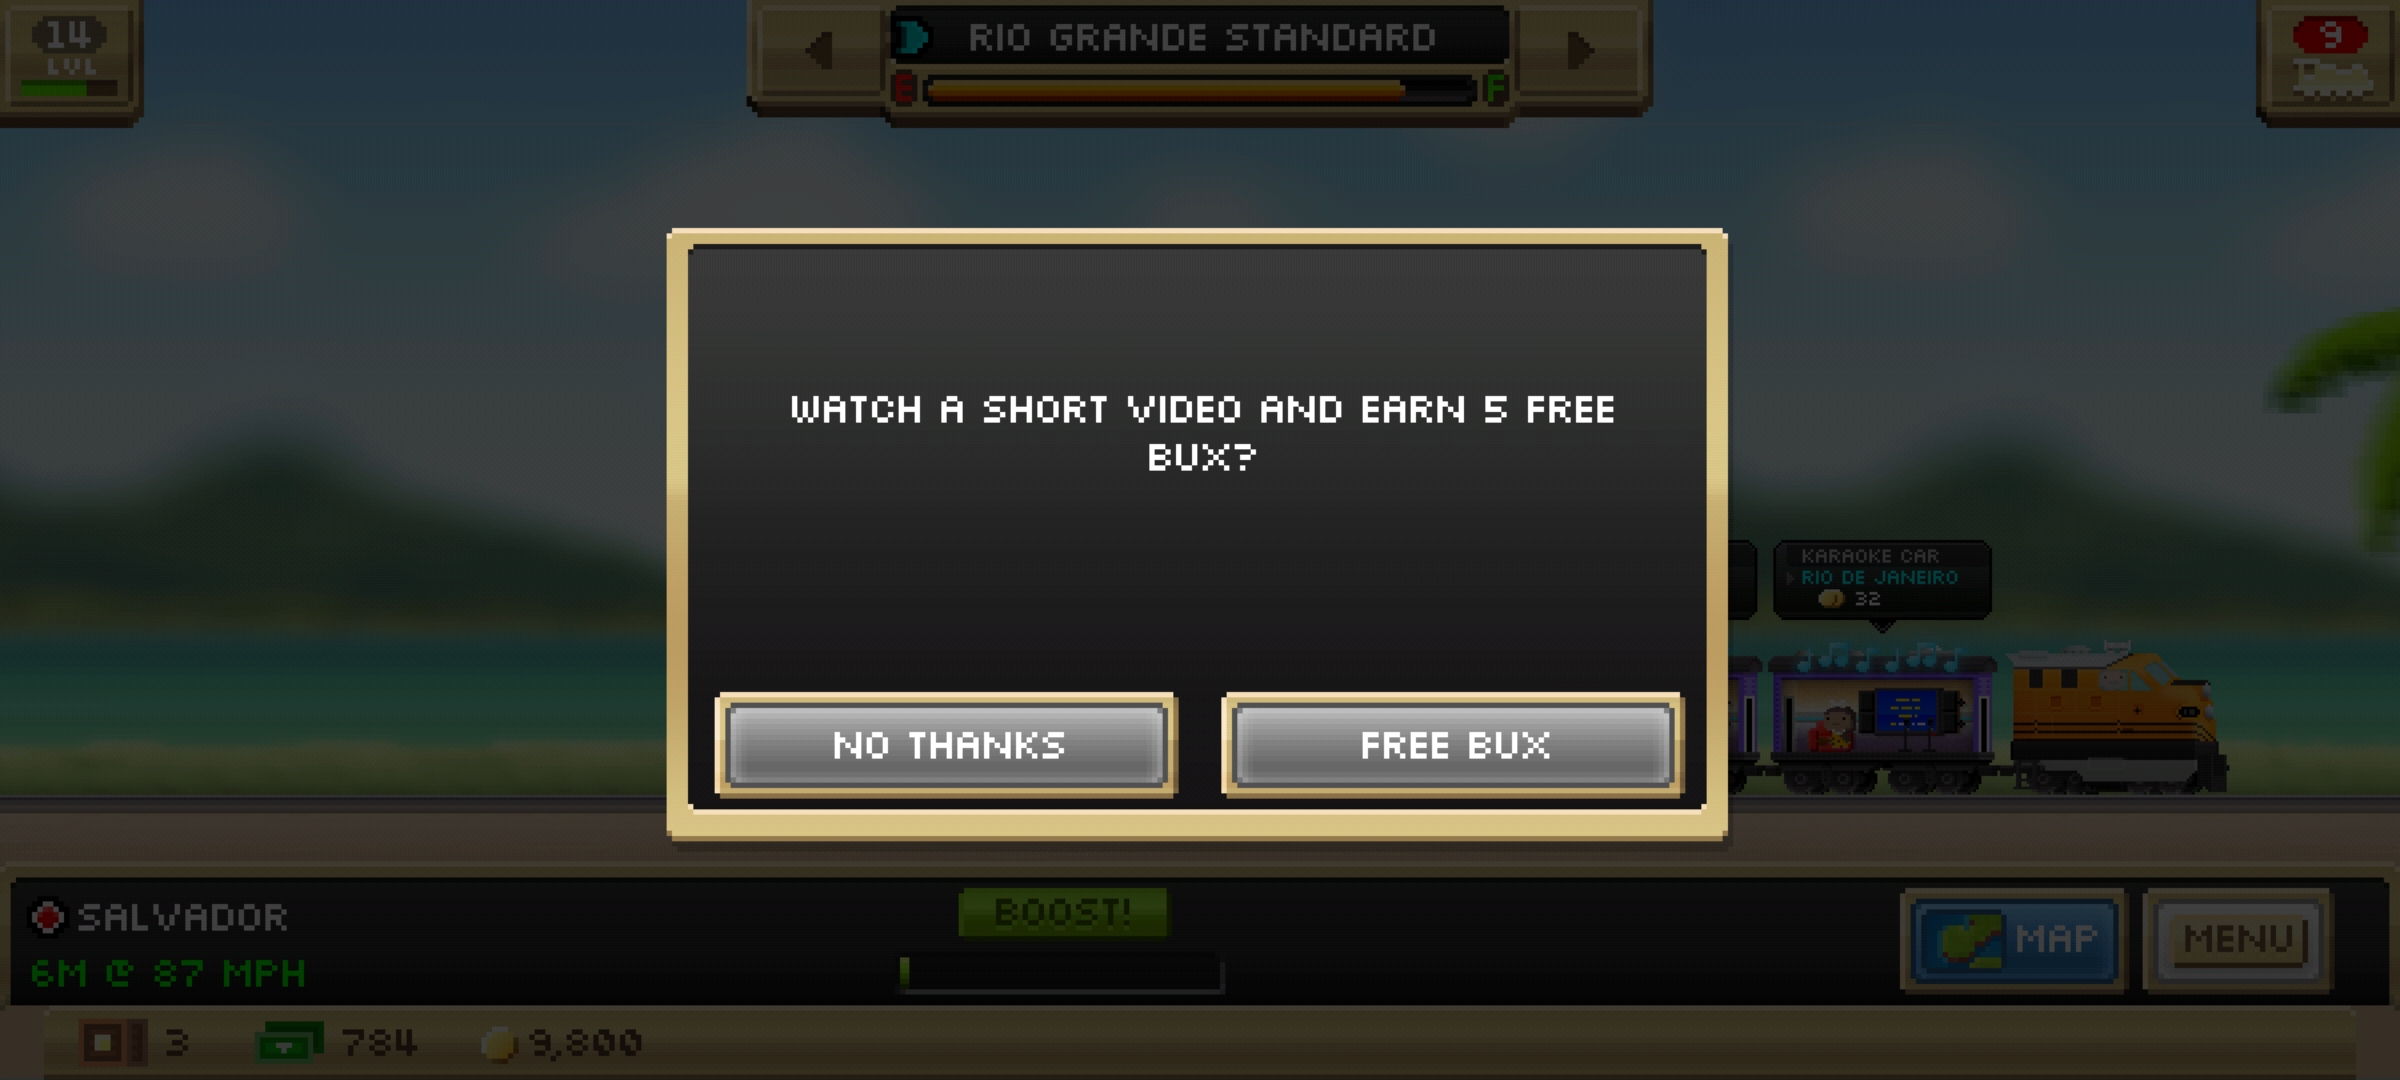 14
LVL
RIO GRANDE STANDARD
E F
9
WATCH A SHORT VIDEO AND EARN 5 FREE
BUX?
NO THANKS
FREE BUX
KARAOKE CAR
RIO DE JANEIRO
32
SALVADOR
6M @ 87 MPH
BOOST!
MAP
MENU
3
784
9,800